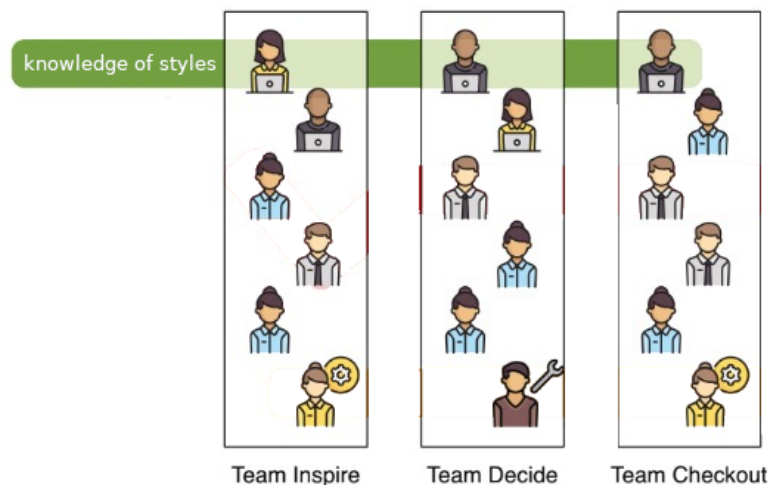 knowledge of styles
Team Inspire
Team Decide
Team Checkout